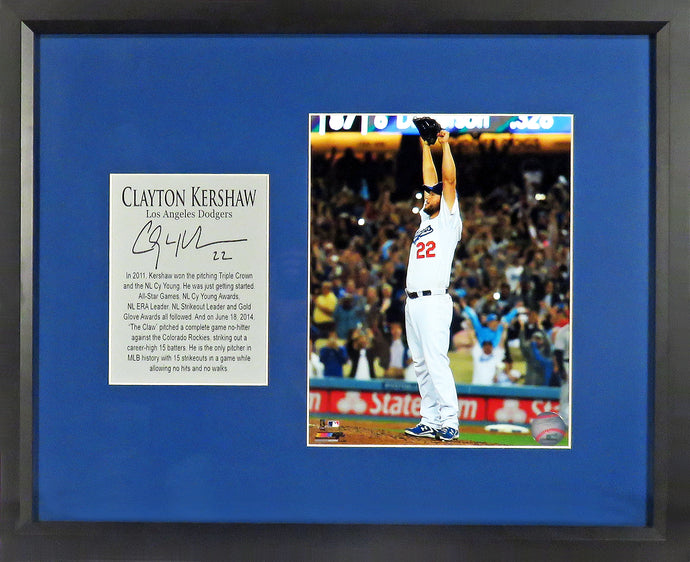 CLAYTON KERSHAW
Los Angeles Dodgers
22
In 2011, Kershaw won the pitching Triple Crown
and the NL Cy Young. He was just getting started.
All-Star Games, NL Cy Young Awards,
NL ERA Leader, NL Strikeout Leader and Gold
Glove Awards all followed. And on June 18, 2014,
'The Claw' pitched a complete game no-hitter
against the Colorado Rockies, striking out a
career-high 15 batters. He is the only pitcher in
MLB history with 15 strikeouts in a game while
allowing no hits and no walks
87 6 .328
22
State